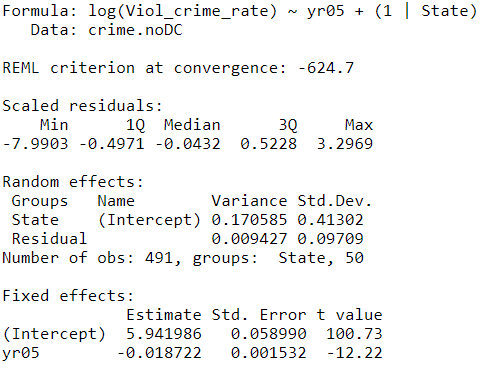 Formula: log(Viol_crime_rate) ~ yr05 + (1 | State)
   Data: crime.noDC

REML criterion at convergence: -624.7

Scaled residuals:
    Min      1Q  Median      3Q     Max
-7.9903 -0.4971 -0.0432  0.5228  3.2969

Random effects:
 Groups   Name        Variance Std.Dev.
 State    (Intercept) 0.170585 0.41302
 Residual             0.009427 0.09709
Number of obs: 491, groups:  State, 50

Fixed effects:
             Estimate Std. Error t value
(Intercept)  5.941986   0.058990  100.73
yr05        -0.018722   0.001532  -12.22